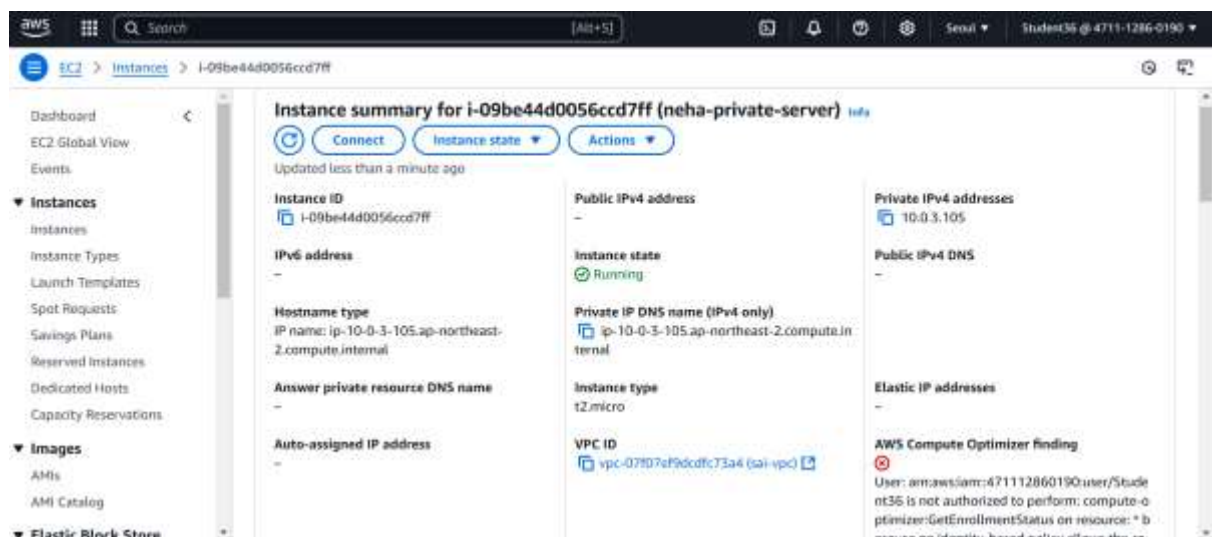 aws
Search
[Alt+S]
Seoul
Student36 @ 4711-1286-0190
EC2 > Instances > i-09be44d0056ccd7ff
Dashboard
EC2 Global View
Events
Instances
Instances
Instance Types
Launch Templates
Spot Requests
Savings Plans
Reserved Instances
Dedicated Hosts
Capacity Reservations
Images
AMIs
AMI Catalog
Elastic Block Store
Instance summary for i-09be44d0056ccd7ff (neha-private-server) Info
Connect
Instance state
Actions
Updated less than a minute ago
Instance ID
i-09be44d0056ccd7ff
Public IPv4 address
–
Private IPv4 addresses
10.0.3.105
IPv6 address
–
Instance state
Running
Public IPv4 DNS
–
Hostname type
IP name: ip-10-0-3-105.ap-northeast-
2.compute.internal
Private IP DNS name (IPv4 only)
ip-10-0-3-105.ap-northeast-2.compute.in
ternal
Answer private resource DNS name
–
Instance type
t2.micro
Elastic IP addresses
–
Auto-assigned IP address
–
VPC ID
vpc-07f07ef9dcdfc73a4 (sai-vpc)
AWS Compute Optimizer finding
User: arn:aws:iam::471112860190:user/Stude
nt36 is not authorized to perform: compute-o
ptimizer:GetEnrollmentStatus on resource: * b